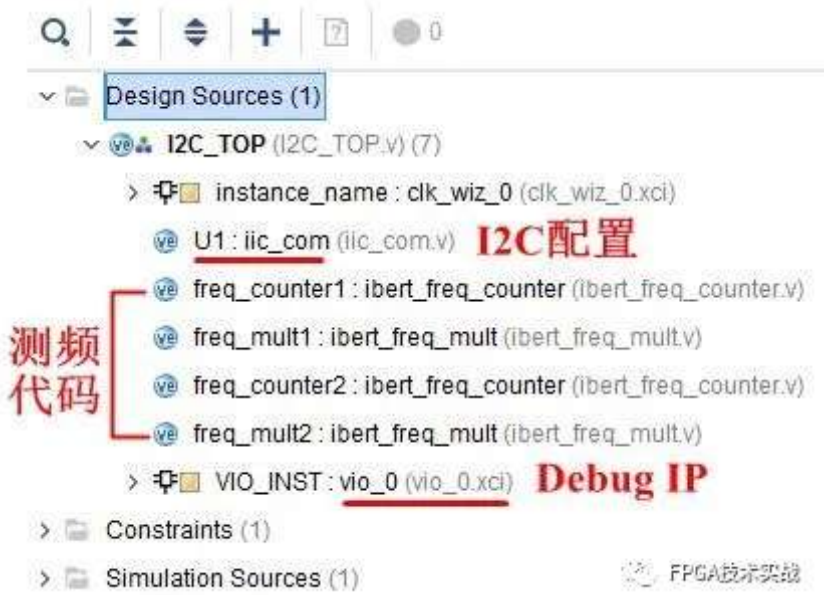 0
Design Sources (1)
I2C_TOP (I2C_TOP.v) (7)
instance_name : clk_wiz_0 (clk_wiz_0.xci)
U1 : iic_com (iic_com.v) I2C配置
freq_counter1 : ibert_freq_counter (ibert_freq_counter.v)
测频
freq_mult1 : ibert_freq_mult (ibert_freq_mult.v)
代码
freq_counter2 : ibert_freq_counter (ibert_freq_counter.v)
freq_mult2 : ibert_freq_mult (ibert_freq_mult.v)
VIO_INST : vio_0 (vio_0.xci) Debug IP
Constraints (1)
Simulation Sources (1)
FPGA技术实战